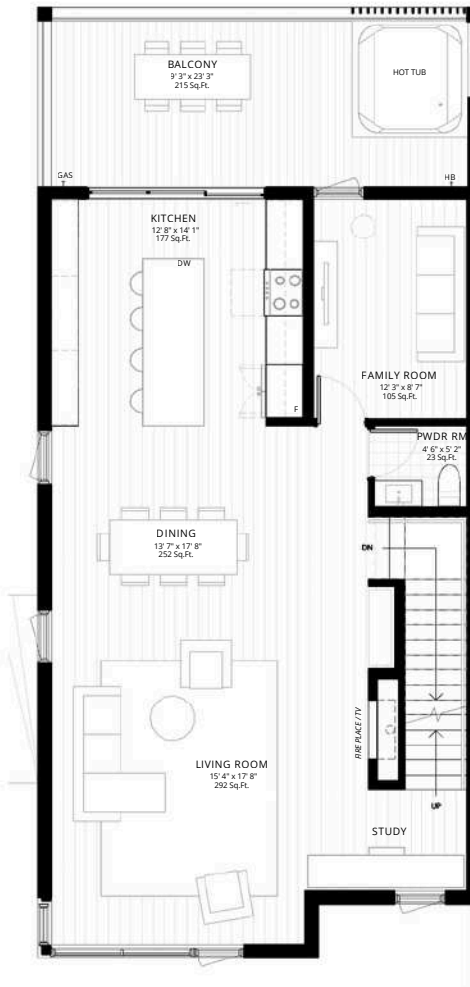 BALCONY
9' 3" x 23' 3"
215 Sq.Ft.
HOT TUB
GAS
HB
KITCHEN
12' 8" x 14' 1"
177 Sq.Ft.
DW
FAMILY ROOM
12' 3" x 8' 7"
105 Sq.Ft.
F
PWDR RM
4' 6" x 5' 2"
23 Sq.Ft.
DINING
13' 7" x 17' 8"
252 Sq.Ft.
DN
FIRE PLACE / TV
LIVING ROOM
15' 4" x 17' 8"
292 Sq.Ft.
UP
STUDY